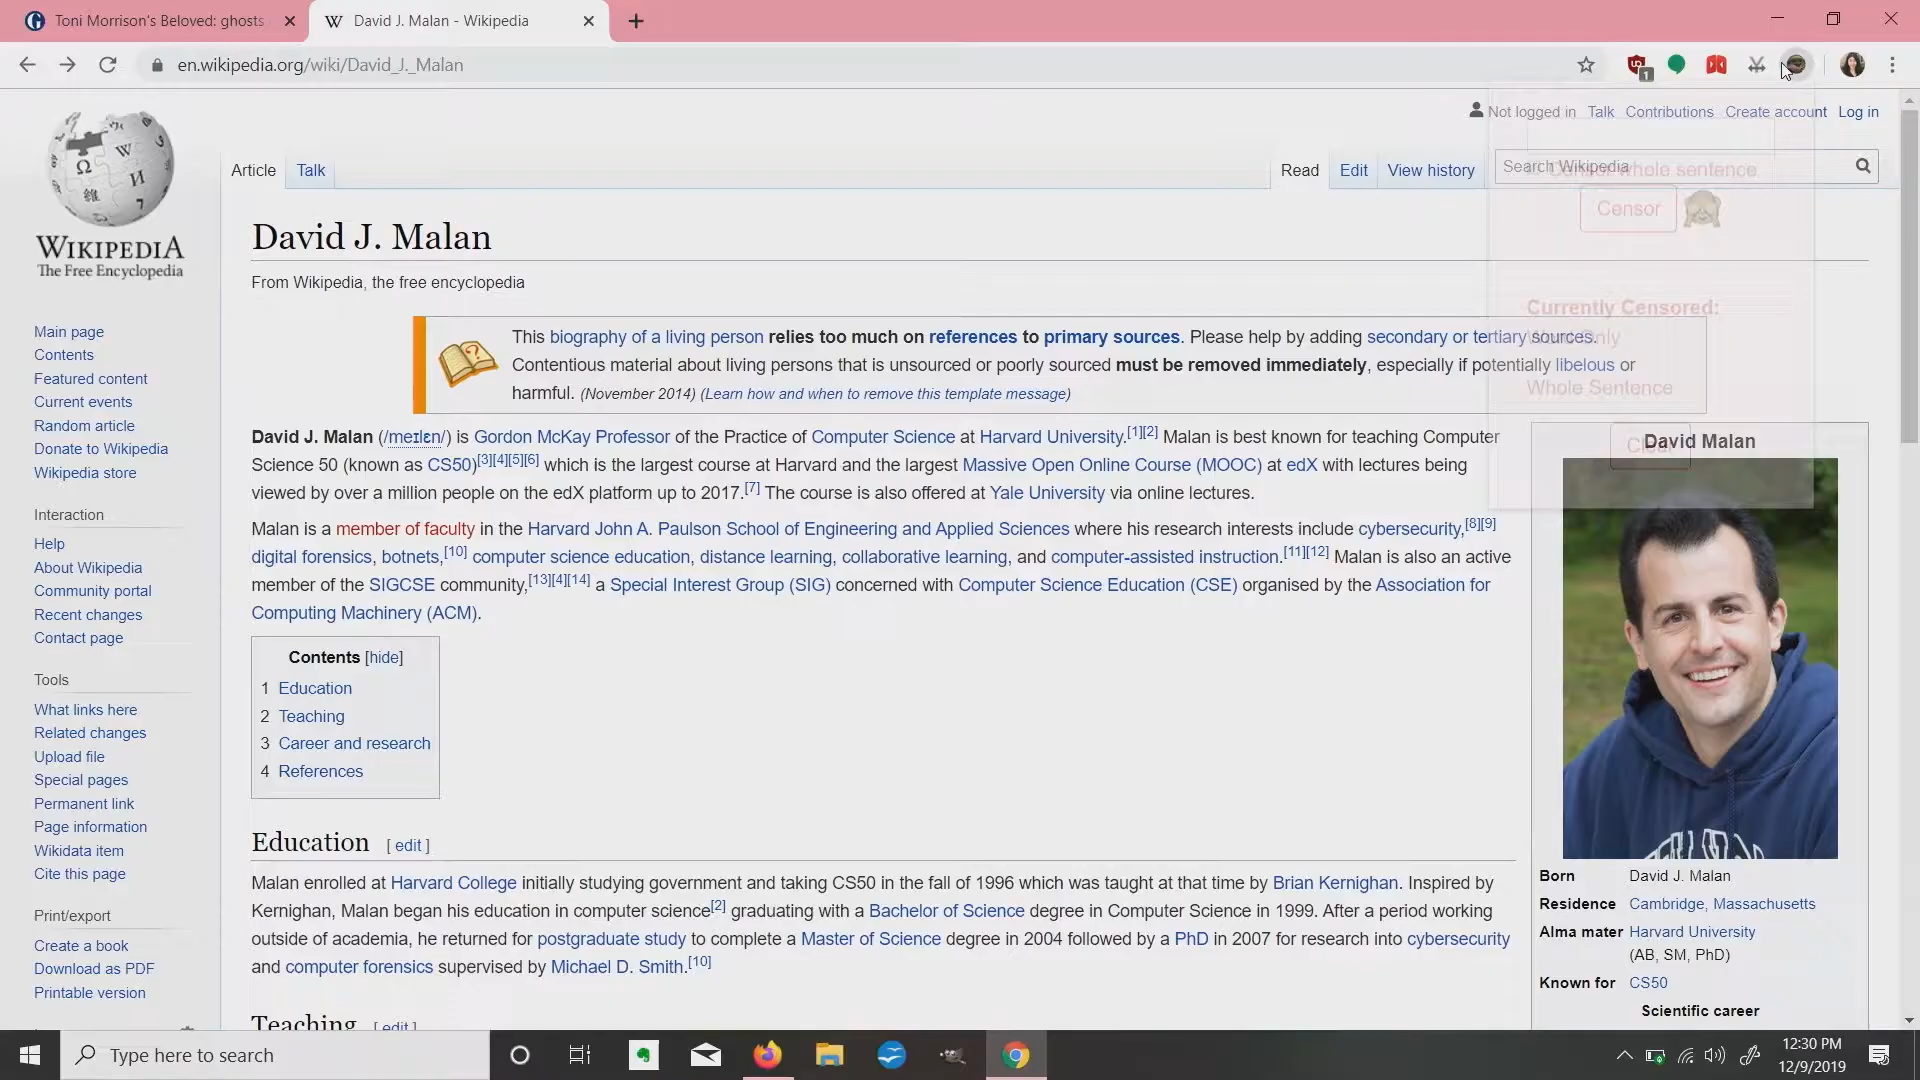 Toni Morrison's Beloved: ghosts
David J. Malan - Wikipedia
en.wikipedia.org/wiki/David_J._Malan
1
Not logged in Talk Contributions Create account Log in
Article Talk Read Edit View history Search Wikipedia
Censor whole sentence
Censor
WIKIPEDIA
The Free Encyclopedia
David J. Malan
From Wikipedia, the free encyclopedia
Currently Censored:
Word Only
Whole Sentence
Clear
This biography of a living person relies too much on references to primary sources. Please help by adding secondary or tertiary sources.
Contentious material about living persons that is unsourced or poorly sourced must be removed immediately, especially if potentially libelous or
harmful. (November 2014) (Learn how and when to remove this template message)
Main page
Contents
Featured content
Current events
Random article
Donate to Wikipedia
Wikipedia store
Interaction
Help
About Wikipedia
Community portal
Recent changes
Contact page
Tools
What links here
Related changes
Upload file
Special pages
Permanent link
Page information
Wikidata item
Cite this page
Print/export
Create a book
Download as PDF
Printable version
David J. Malan (/meɪlɛn/) is Gordon McKay Professor of the Practice of Computer Science at Harvard University.[1][2] Malan is best known for teaching Computer
Science 50 (known as CS50)[3][4][5][6] which is the largest course at Harvard and the largest Massive Open Online Course (MOOC) at edX with lectures being
viewed by over a million people on the edX platform up to 2017.[7] The course is also offered at Yale University via online lectures.
Malan is a member of faculty in the Harvard John A. Paulson School of Engineering and Applied Sciences where his research interests include cybersecurity,[8][9]
digital forensics, botnets,[10] computer science education, distance learning, collaborative learning, and computer-assisted instruction.[11][12] Malan is also an active
member of the SIGCSE community,[13][4][14] a Special Interest Group (SIG) concerned with Computer Science Education (CSE) organised by the Association for
Computing Machinery (ACM).
Contents [hide]
1 Education
2 Teaching
3 Career and research
4 References
Education [ edit ]
Malan enrolled at Harvard College initially studying government and taking CS50 in the fall of 1996 which was taught at that time by Brian Kernighan. Inspired by
Kernighan, Malan began his education in computer science[2] graduating with a Bachelor of Science degree in Computer Science in 1999. After a period working
outside of academia, he returned for postgraduate study to complete a Master of Science degree in 2004 followed by a PhD in 2007 for research into cybersecurity
and computer forensics supervised by Michael D. Smith.[10]
Teaching [ edit ]
David Malan
Born David J. Malan
Residence Cambridge, Massachusetts
Alma mater Harvard University
(AB, SM, PhD)
Known for CS50
Scientific career
Type here to search
12:30 PM
12/9/2019